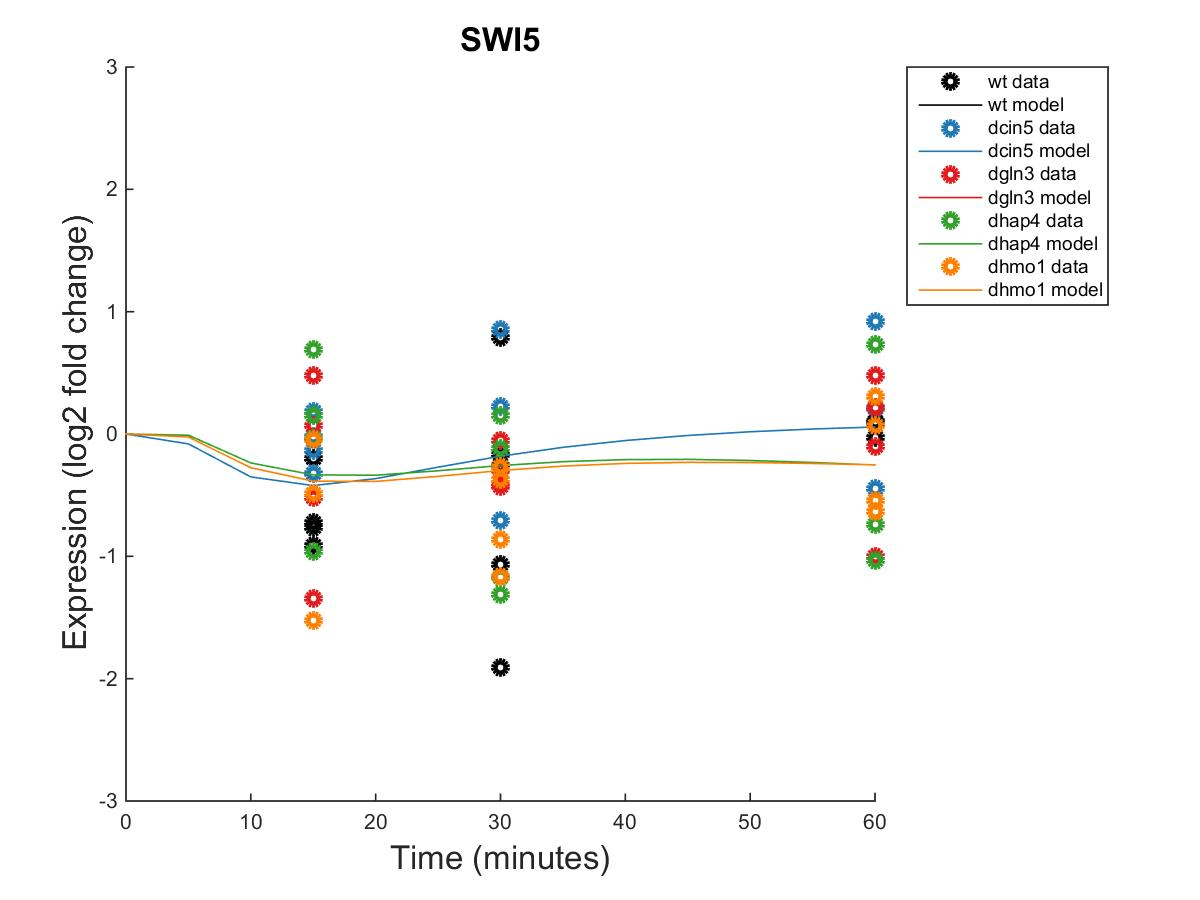 SWI5
3
2
1
0
-1
-2
-3
0 10 20 30 40 50 60
Time (minutes)
Expression (log2 fold change)
wt data
wt model
dcin5 data
dcin5 model
dgln3 data
dgln3 model
dhap4 data
dhap4 model
dhmo1 data
dhmo1 model